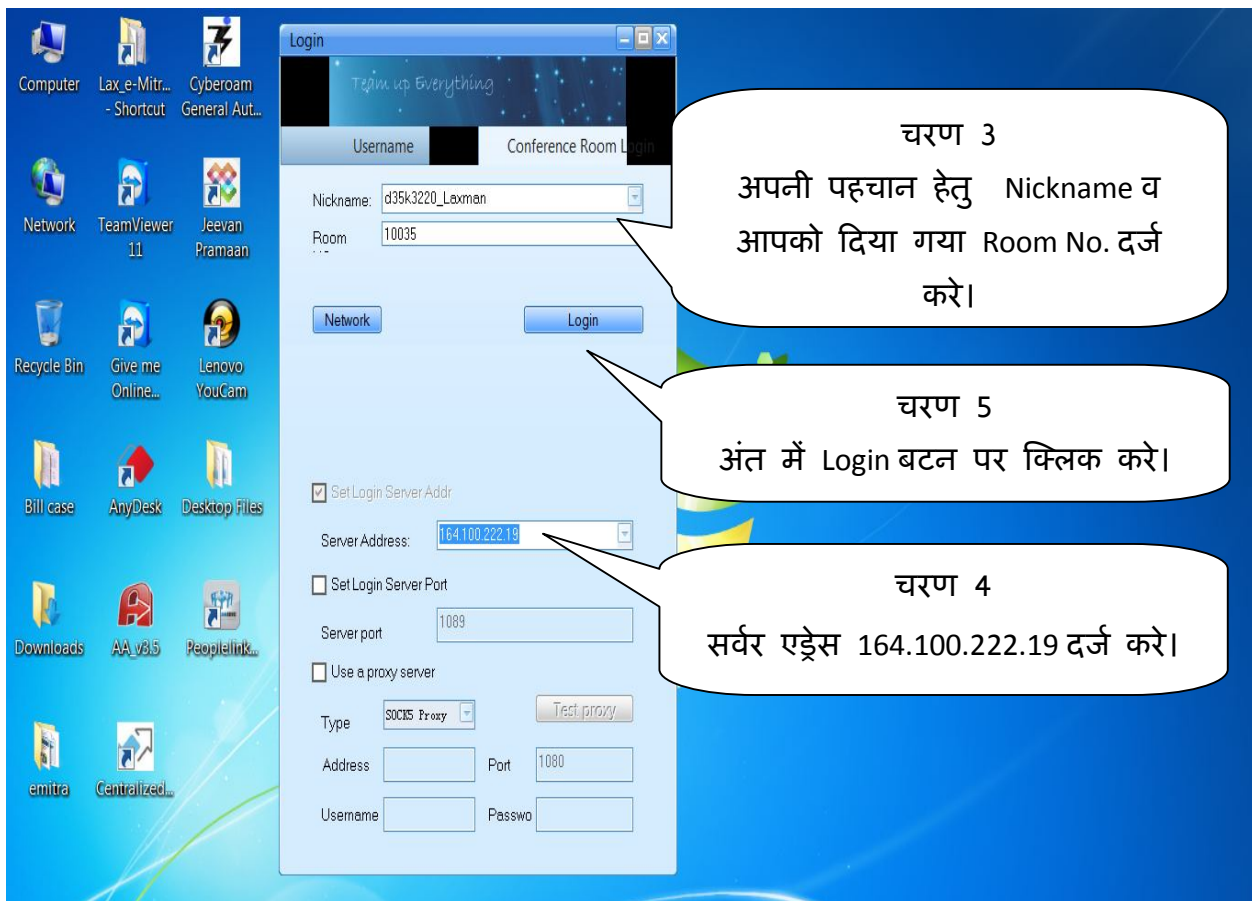 Computer
Lax_e-Mitr...
- Shortcut
Cyberoam
General Aut...
Network
TeamViewer
11
Jeevan
Pramaan
Recycle Bin
Give me
Online...
Lenovo
YouCam
Bill case
AnyDesk
Desktop Files
Downloads
AA_v3.5
Peoplelink...
emitra
Centralized...
Login
Team up Everything
Username
Conference Room Login
Nickname: d35k3220_Laxman
Room 10035
Network
Login
Set Login Server Addr
Server Address: 164.100.222.19
Set Login Server Port
Server port 1089
Use a proxy server
Type SOCK5 Proxy Test proxy
Address Port 1080
Username Passwo
चरण 3
अपनी पहचान हेतु Nickname व
आपको दिया गया Room No. दर्ज
करे।
चरण 5
अंत में Login बटन पर क्लिक करे।
चरण 4
सर्वर एड्रेस 164.100.222.19 दर्ज करे।